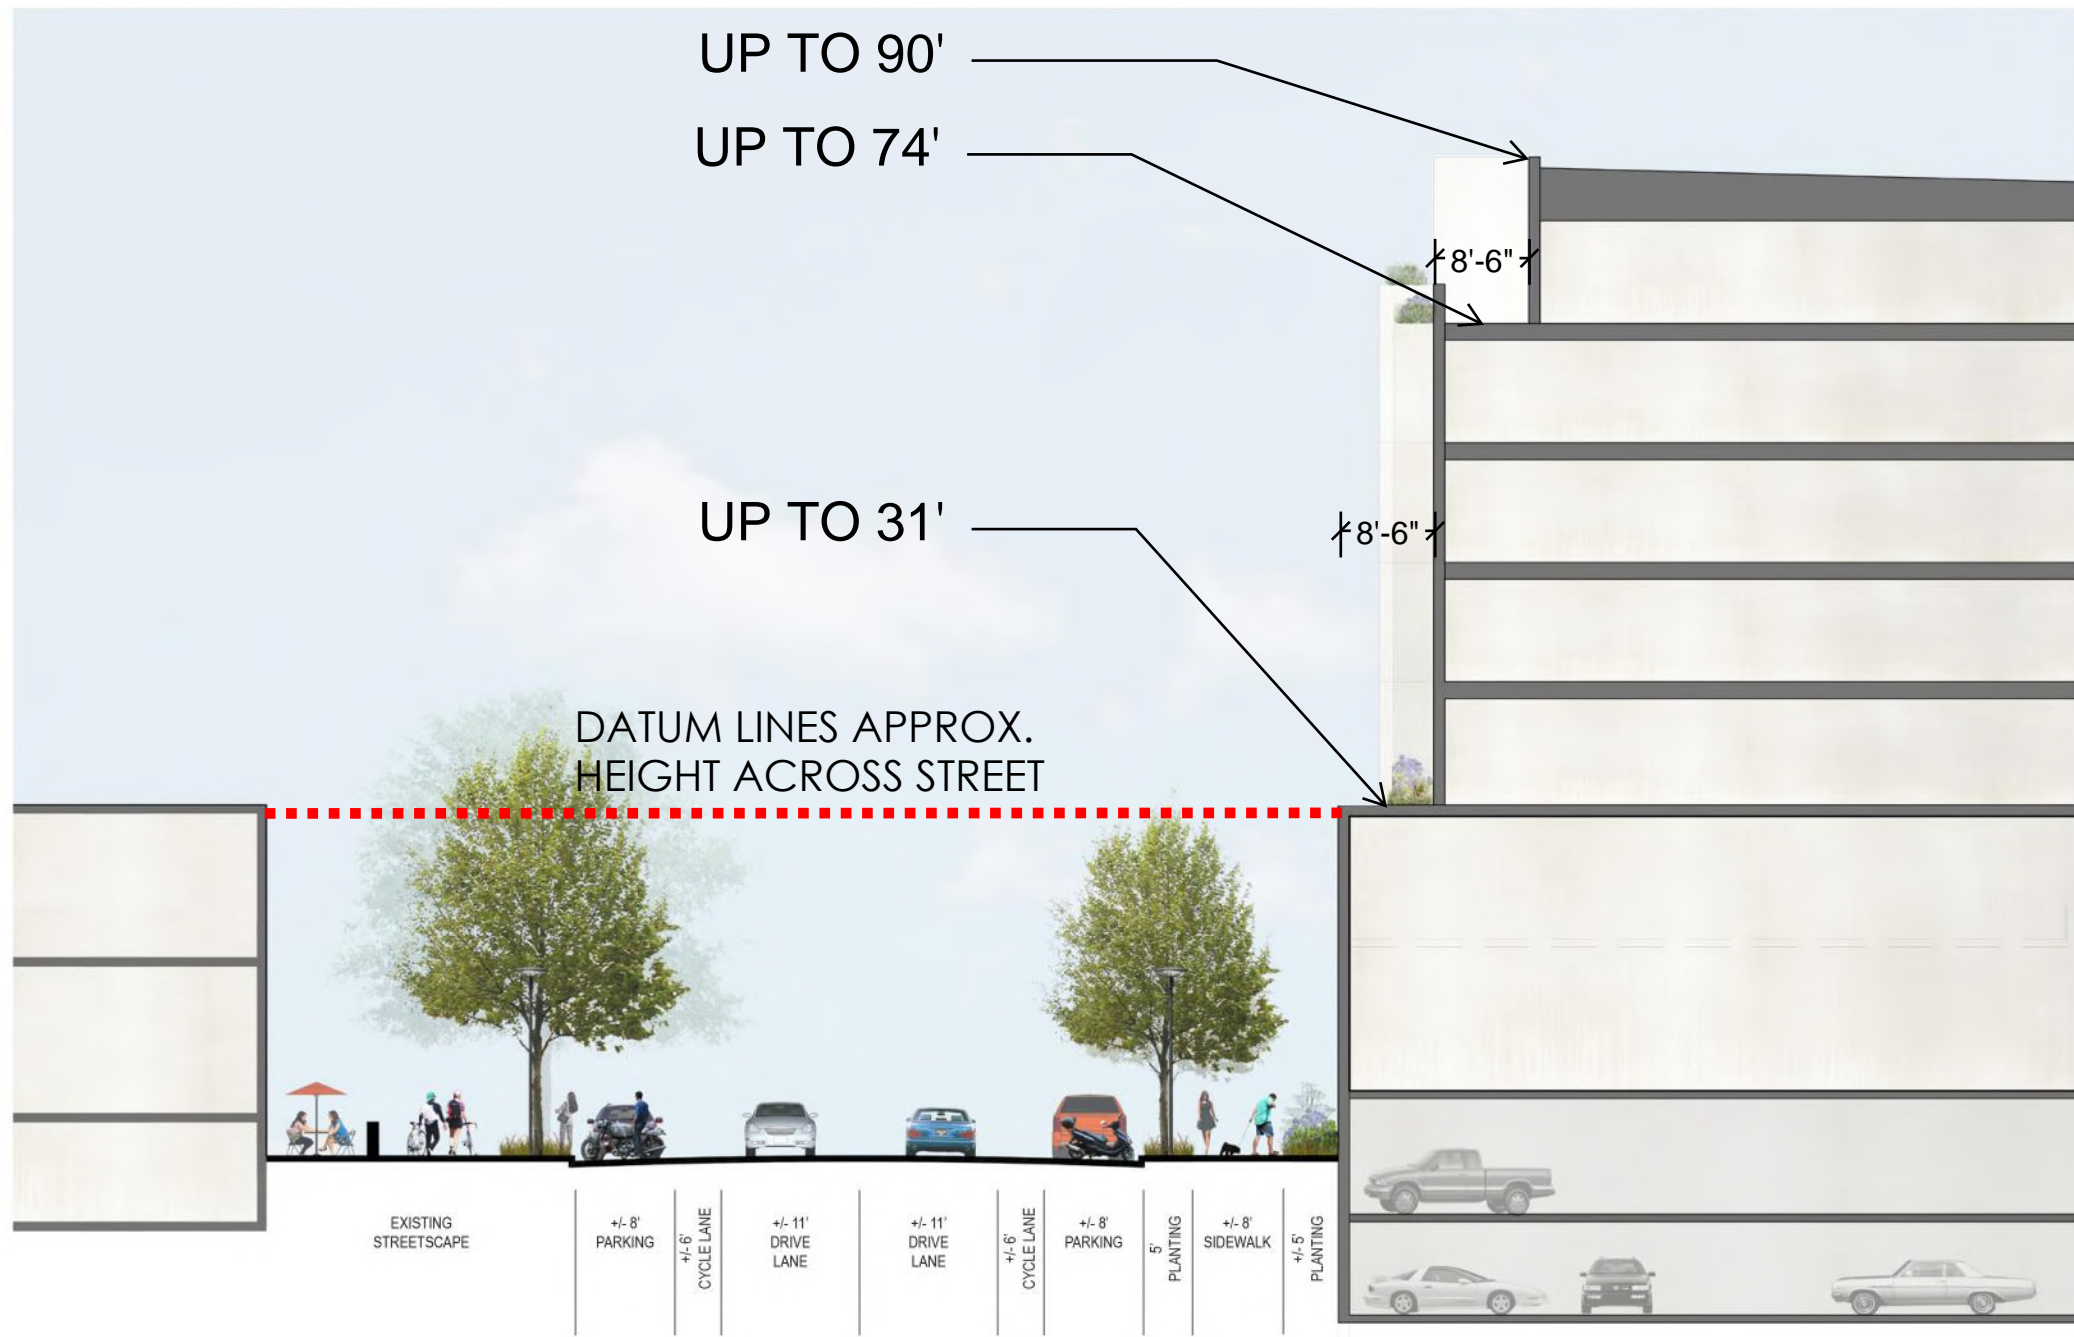 UP TO 90'
UP TO 74'
8'-6"
UP TO 31'
8'-6"
DATUM LINES APPROX.
HEIGHT ACROSS STREET
EXISTING
STREETSCAPE
+/- 8'
PARKING
+/- 6'
CYCLE LANE
+/- 11'
DRIVE
LANE
+/- 11'
DRIVE
LANE
+/- 6'
CYCLE LANE
+/- 8'
PARKING
5'
PLANTING
+/- 8'
SIDEWALK
+/- 5'
PLANTING